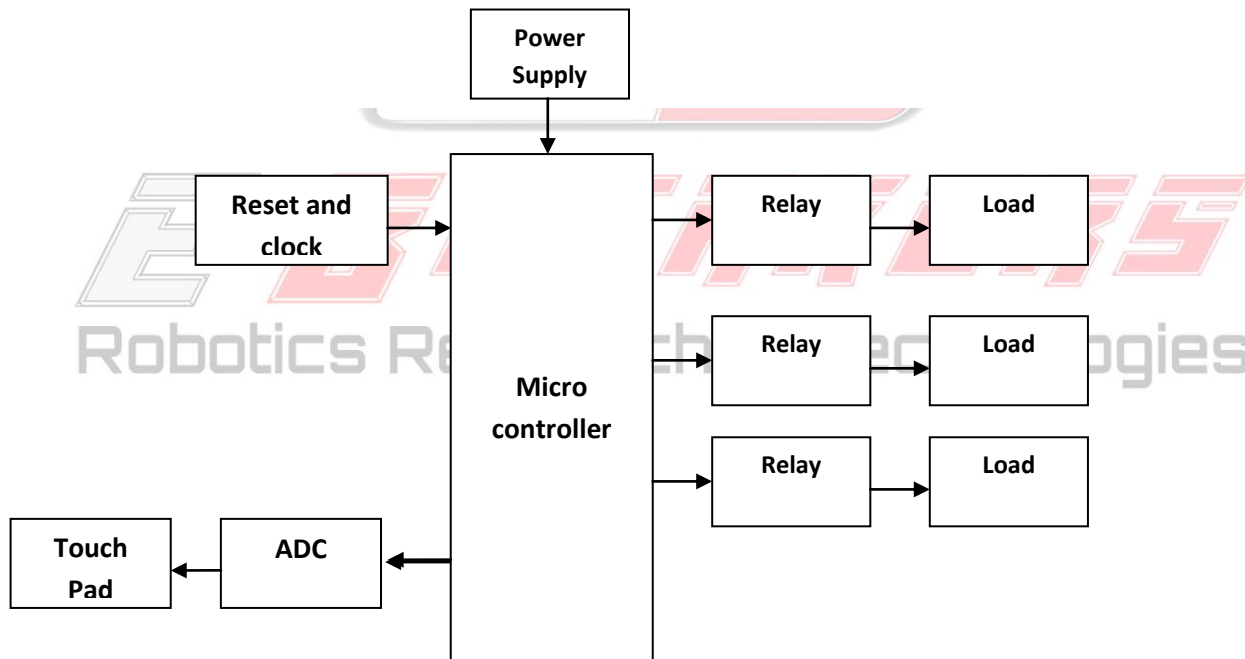 Power
Supply
Reset and
clock
Relay
Load
Relay
Load
Micro
controller
Relay
Load
Touch
Pad
ADC
Robotics Re
ch
ec
ogies